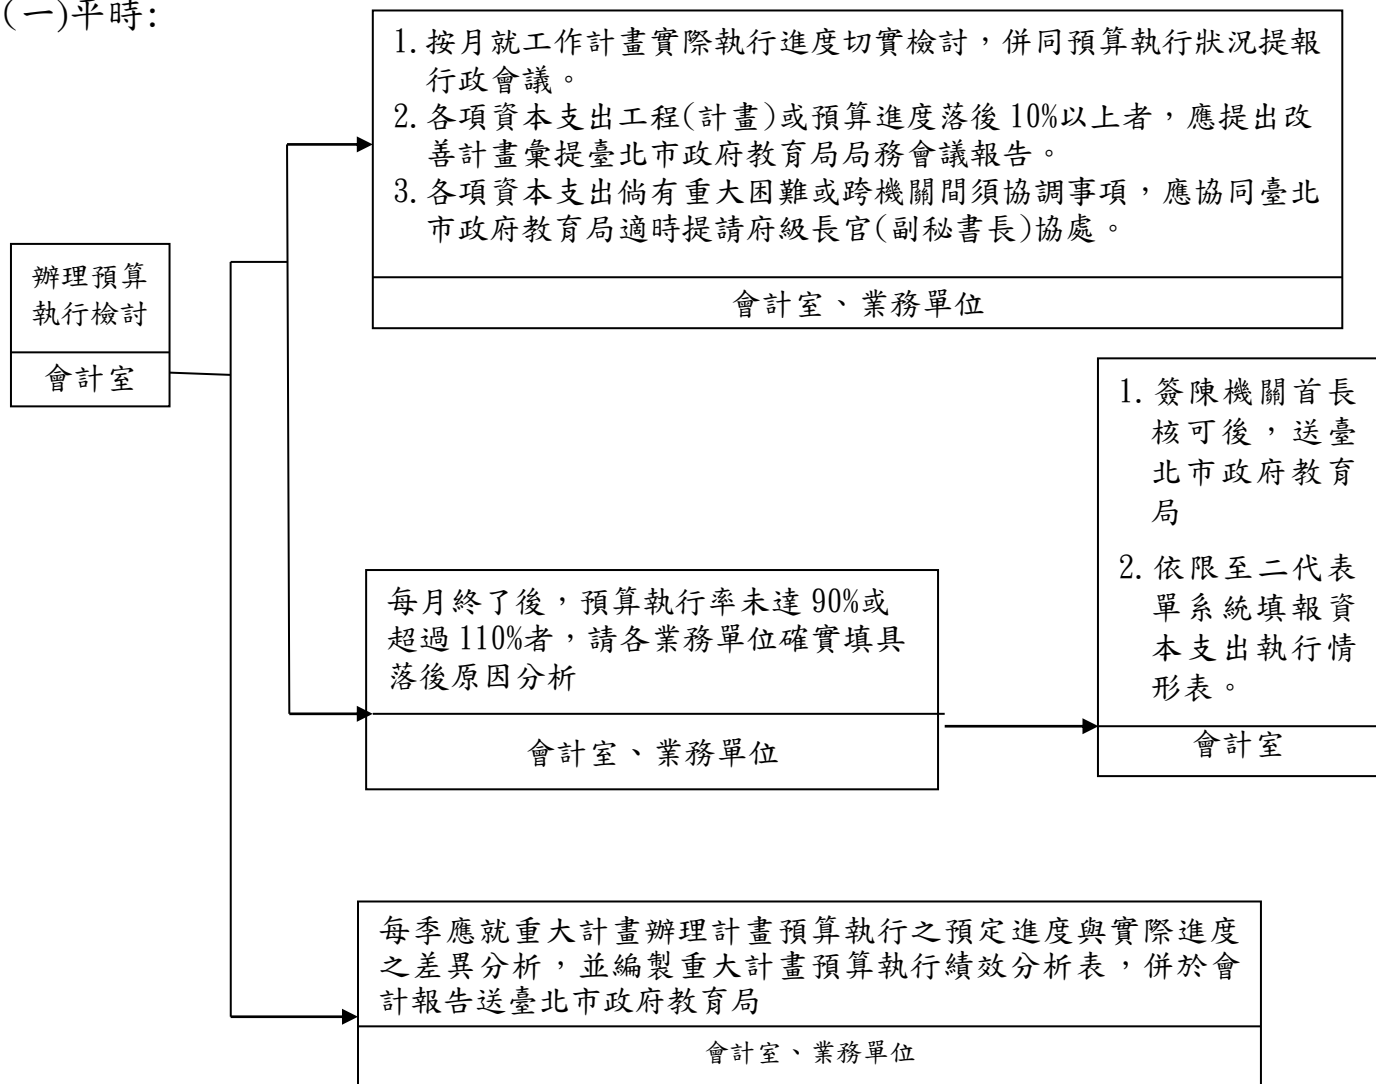 (一)平時:
1.按月就工作計畫實際執行進度切實檢討，併同預算執行狀況提報
行政會議。
2.各項資本支出工程(計畫)或預算進度落後10%以上者，應提出改
善計畫彙提臺北市政府教育局局務會議報告。
3.各項資本支出倘有重大困難或跨機關間須協調事項，應協同臺北
市政府教育局適時提請府級長官(副秘書長)協處。
會計室、業務單位
辦理預算
執行檢討
會計室
1.簽陳機關首長
核可後，送臺
北市政府教育
局
2.依限至二代表
單系統填報資
本支出執行情
形表。
會計室
每月終了後，預算執行率未達90%或
超過110%者，請各業務單位確實填具
落後原因分析
會計室、業務單位
每季應就重大計畫辦理計畫預算執行之預定進度與實際進度
之差異分析，並編製重大計畫預算執行績效分析表，併於會
計報告送臺北市政府教育局
會計室、業務單位